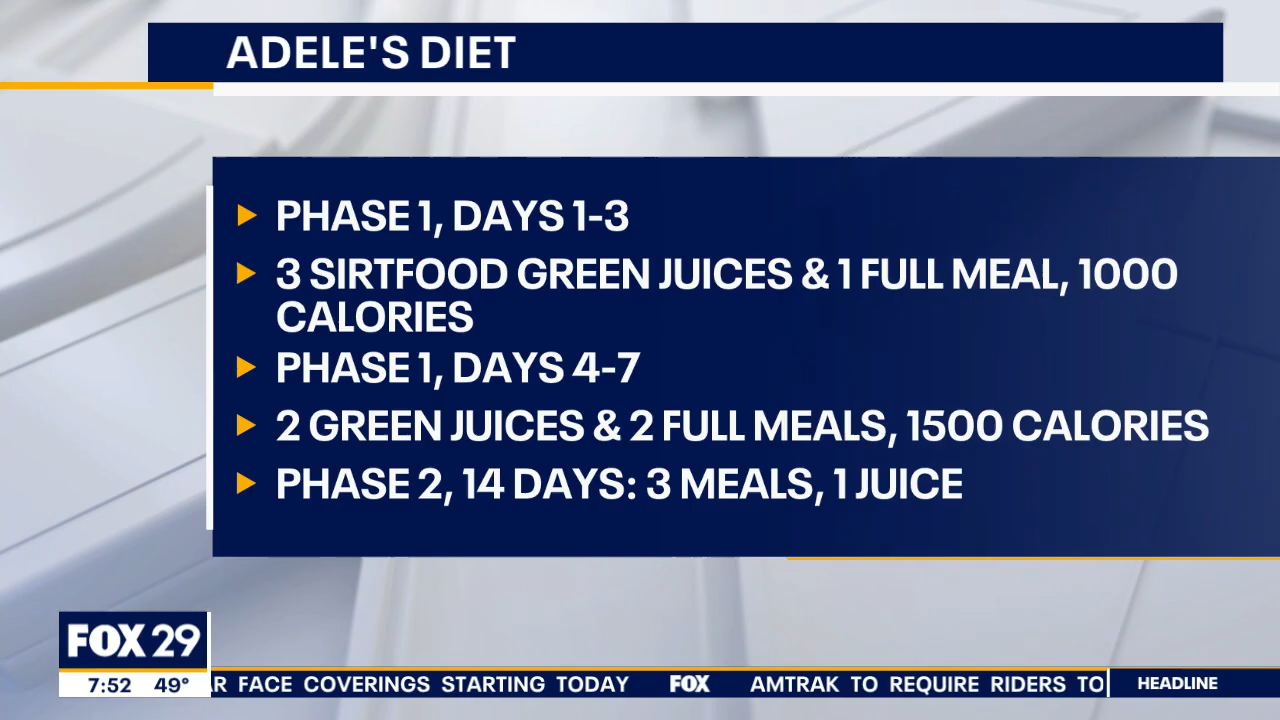 ADELE'S DIET
PHASE 1, DAYS 1-3
3 SIRTFOOD GREEN JUICES & 1 FULL MEAL, 1000
CALORIES
PHASE 1, DAYS 4-7
2 GREEN JUICES & 2 FULL MEALS, 1500 CALORIES
PHASE 2, 14 DAYS: 3 MEALS, 1 JUICE
FOX 29
7:52 49°
FACE COVERINGS STARTING TODAY FOX AMTRAK TO REQUIRE RIDERS TO HEADLINE